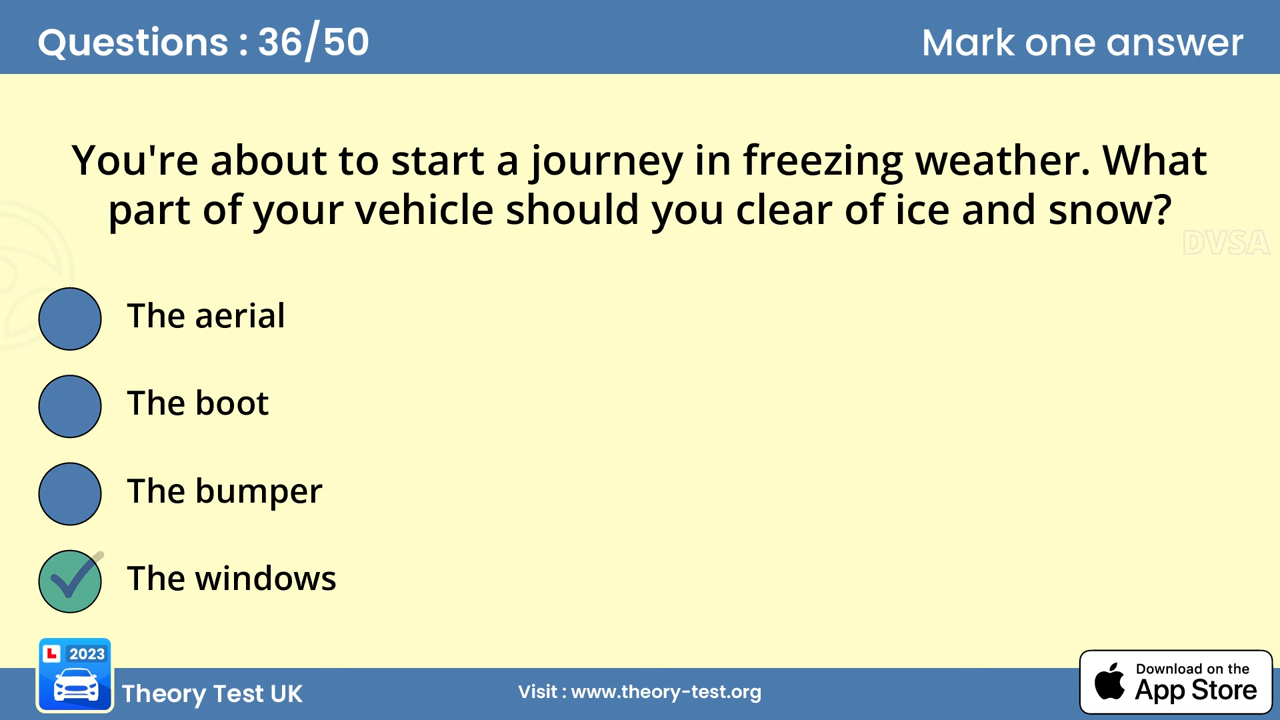 Questions : 36/50
Mark one answer
You're about to start a journey in freezing weather. What
part of your vehicle should you clear of ice and snow?
DVSA
The aerial
The boot
The bumper
The windows
L 2023
Theory Test UK
Visit : www.theory-test.org
Download on the
App Store